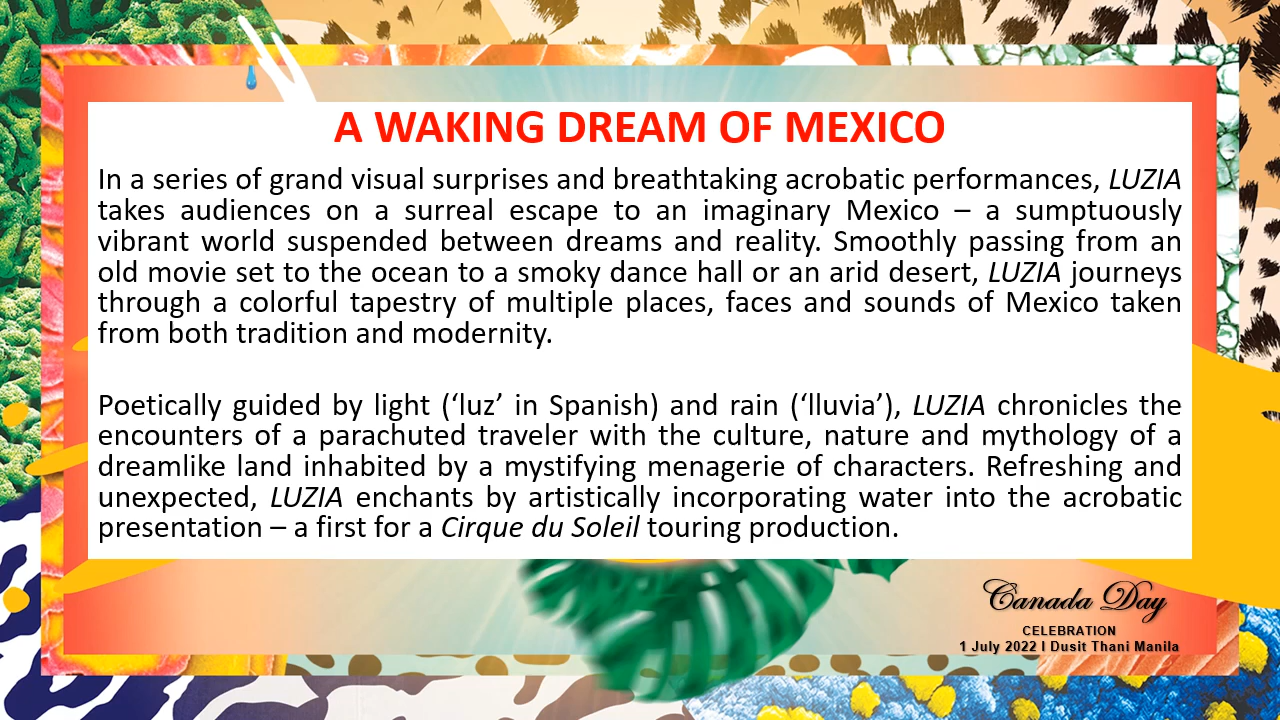 A WAKING DREAM OF MEXICO
In a series of grand visual surprises and breathtaking acrobatic performances, LUZIA
takes audiences on a surreal escape to an imaginary Mexico – a sumptuously
vibrant world suspended between dreams and reality. Smoothly passing from an
old movie set to the ocean to a smoky dance hall or an arid desert, LUZIA journeys
through a colorful tapestry of multiple places, faces and sounds of Mexico taken
from both tradition and modernity.
Poetically guided by light (‘luz’ in Spanish) and rain (‘lluvia’), LUZIA chronicles the
encounters of a parachuted traveler with the culture, nature and mythology of a
dreamlike land inhabited by a mystifying menagerie of characters. Refreshing and
unexpected, LUZIA enchants by artistically incorporating water into the acrobatic
presentation – a first for a Cirque du Soleil touring production.
Canada Day
CELEBRATION
1 July 2022 I Dusit Thani Manila